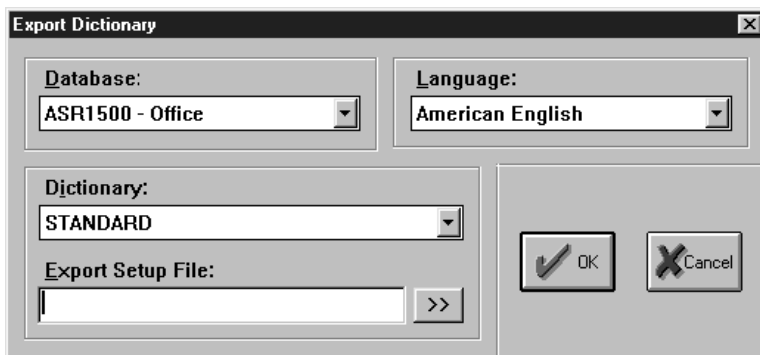 Export Dictionary
Database:
ASR1500 - Office
Language:
American English
Dictionary:
STANDARD
Export Setup File:
>>
OK
Cancel